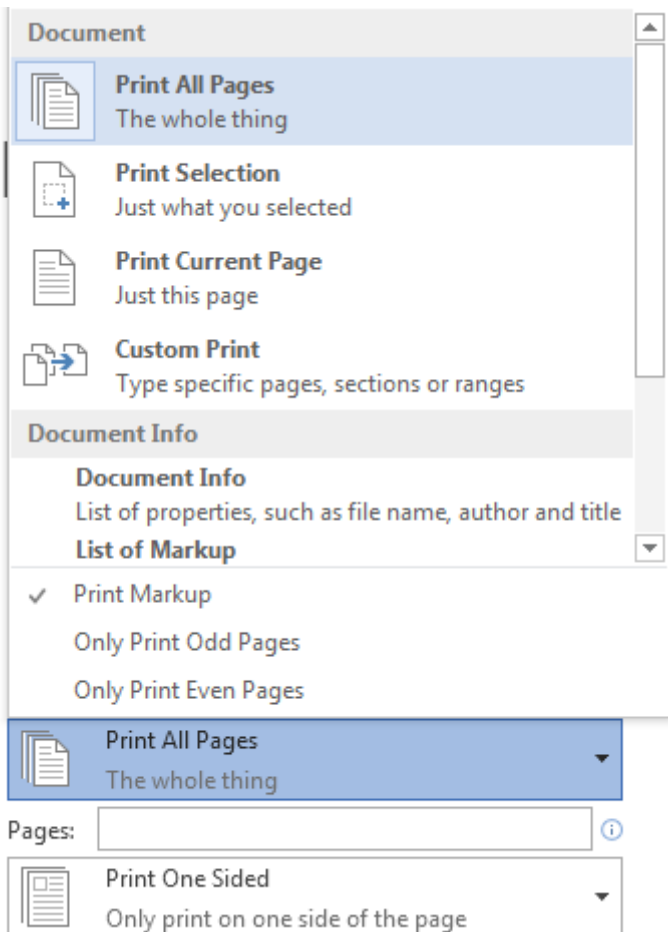 Document
Print All Pages
The whole thing
Print Selection
Just what you selected
Print Current Page
Just this page
Custom Print
Type specific pages, sections or ranges
Document Info
Document Info
List of properties, such as file name, author and title
List of Markup
Print Markup
Only Print Odd Pages
Only Print Even Pages
Print All Pages
The whole thing
Pages:
Print One Sided
Only print on one side of the page